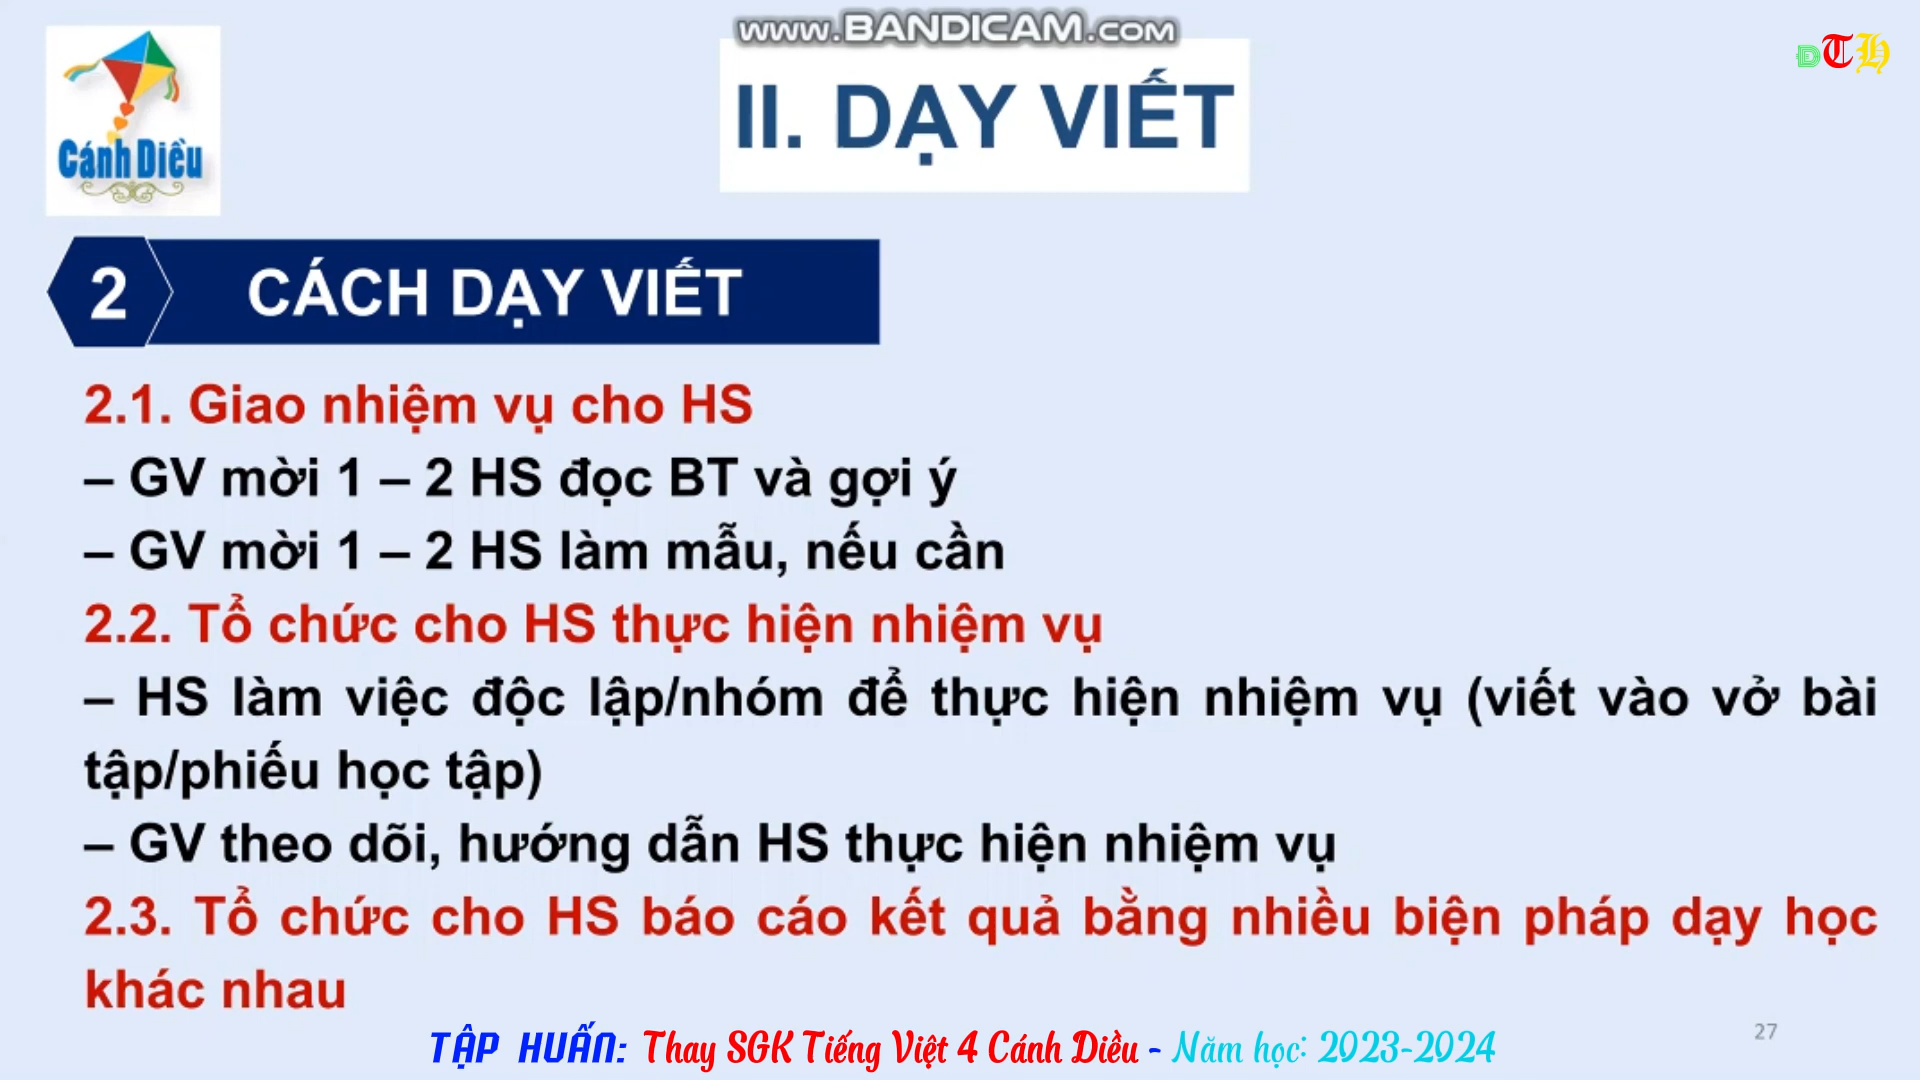 www.BANDICAM.com
ĐTH
Cánh Diều
II. DẠY VIẾT
2 CÁCH DẠY VIẾT
2.1. Giao nhiệm vụ cho HS
– GV mời 1 – 2 HS đọc BT và gợi ý
– GV mời 1 – 2 HS làm mẫu, nếu cần
2.2. Tổ chức cho HS thực hiện nhiệm vụ
– HS làm việc độc lập/nhóm để thực hiện nhiệm vụ (viết vào vở bài
tập/phiếu học tập)
– GV theo dõi, hướng dẫn HS thực hiện nhiệm vụ
2.3. Tổ chức cho HS báo cáo kết quả bằng nhiều biện pháp dạy học
khác nhau
TẬP HUẤN: Thay SGK Tiếng Việt 4 Cánh Diều - Năm học: 2023-2024
27